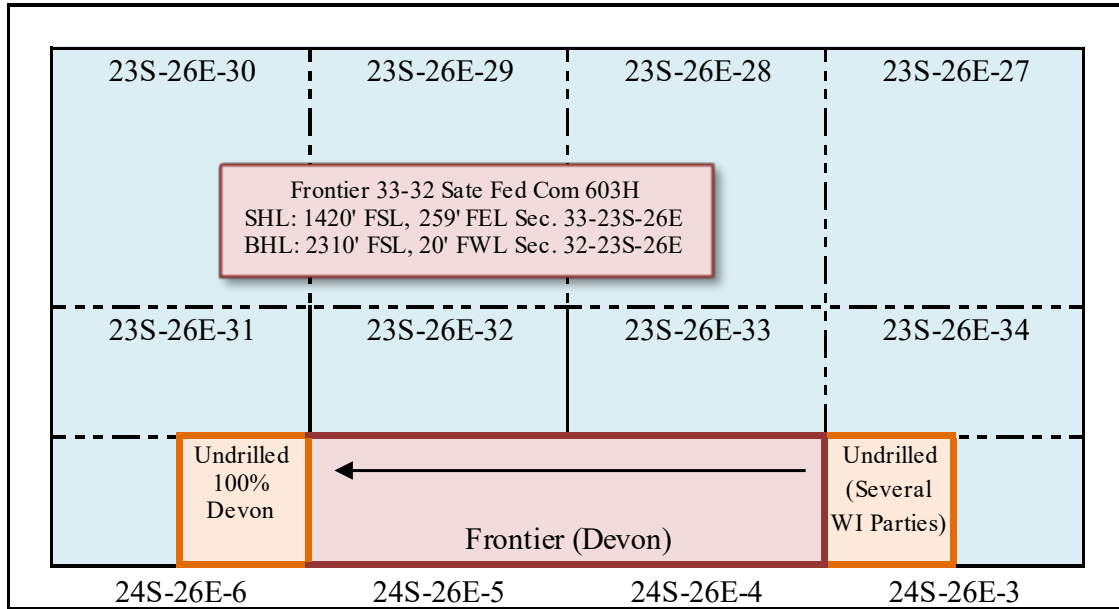 23S-26E-30
23S-26E-29
23S-26E-28
23S-26E-27
Frontier 33-32 Sate Fed Com 603H
SHL: 1420' FSL, 259' FEL Sec. 33-23S-26E
BHL: 2310' FSL, 20' FWL Sec. 32-23S-26E
23S-26E-31
23S-26E-32
23S-26E-33
23S-26E-34
Undrilled
100%
Devon
Frontier (Devon)
Undrilled
(Several
WI Parties)
24S-26E-6
24S-26E-5
24S-26E-4
24S-26E-3